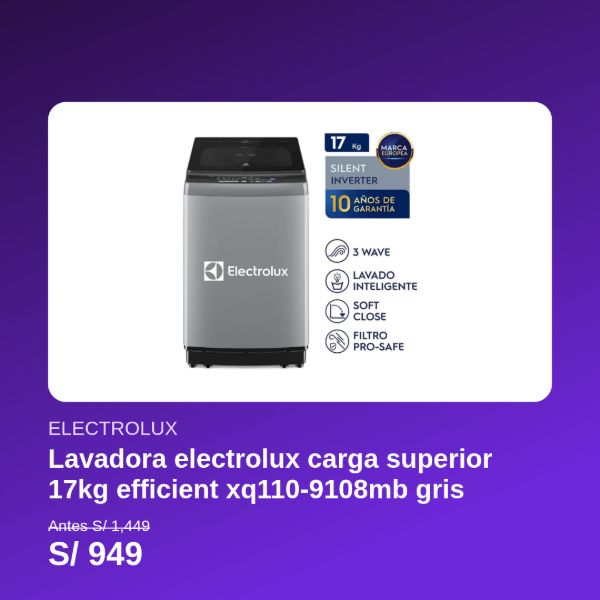 Electrolux
17 Kg
MARCA
EUROPEA
SILENT
INVERTER
10 AÑOS DE
GARANTÍA
3 WAVE
LAVADO
INTELIGENTE
SOFT
CLOSE
FILTRO
PRO-SAFE
ELECTROLUX
Lavadora electrolux carga superior
17kg efficient xq110-9108mb gris
Antes S/ 1,449
S/ 949